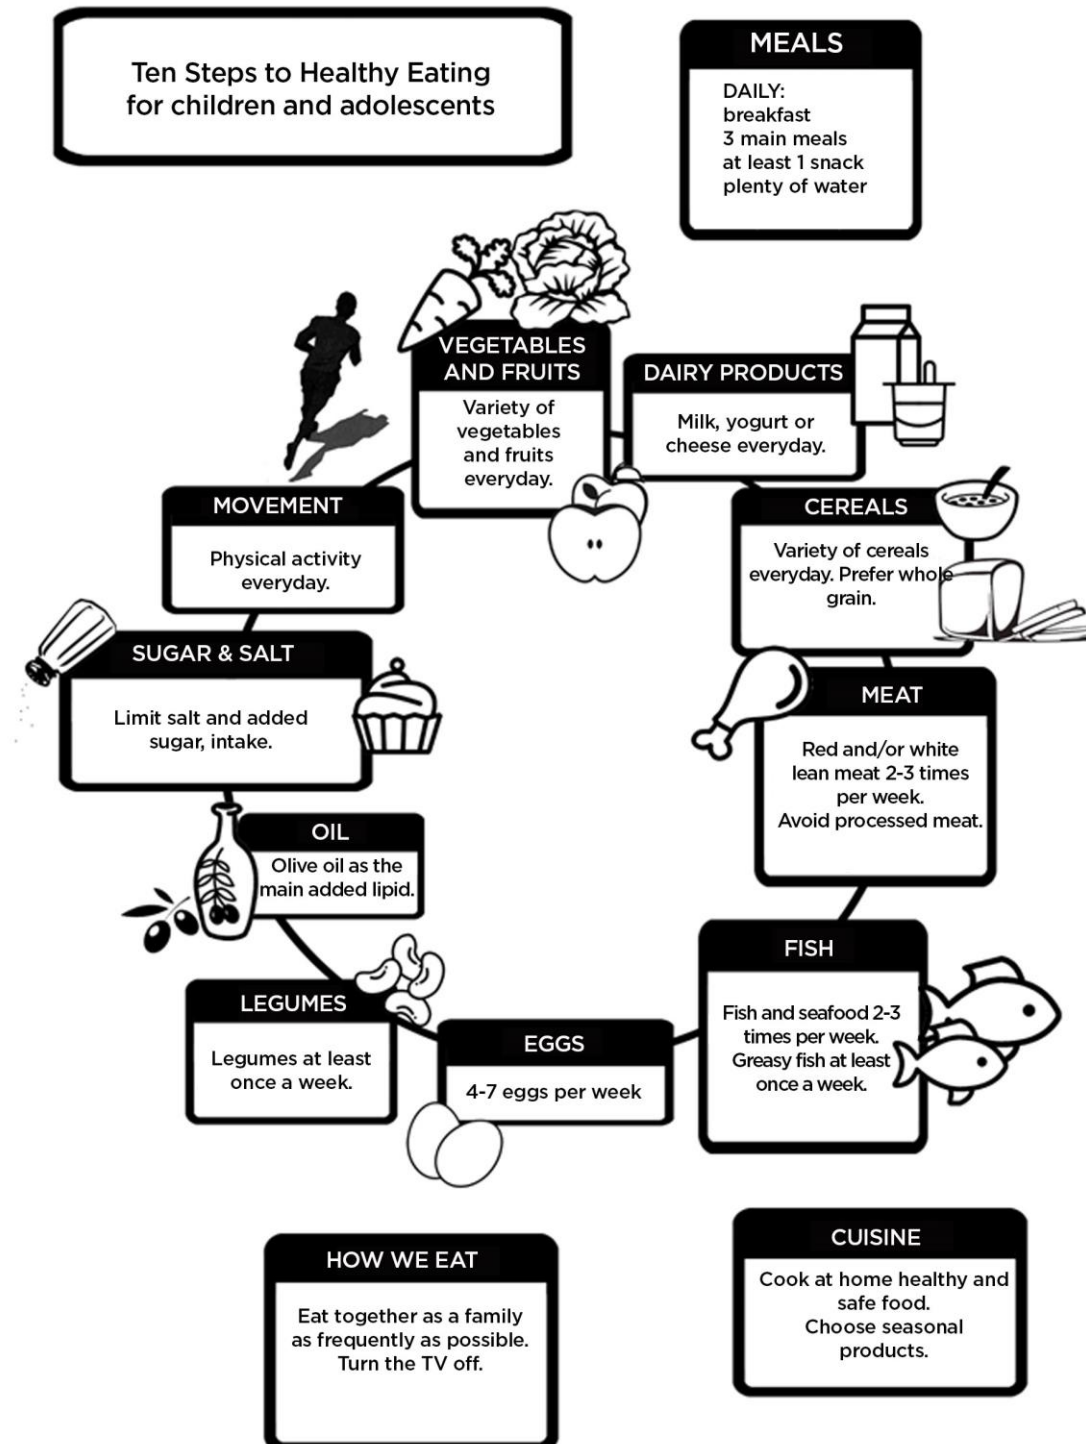 Ten Steps to Healthy Eating
for children and adolescents
MEALS
DAILY:
breakfast
3 main meals
at least 1 snack
plenty of water
VEGETABLES
AND FRUITS
Variety of
vegetables
and fruits
everyday.
DAIRY PRODUCTS
Milk, yogurt or
cheese everyday.
CEREALS
Variety of cereals
everyday. Prefer whole
grain.
MEAT
Red and/or white
lean meat 2-3 times
per week.
Avoid processed meat.
FISH
Fish and seafood 2-3
times per week.
Greasy fish at least
once a week.
EGGS
4-7 eggs per week
LEGUMES
Legumes at least
once a week.
OIL
Olive oil as the
main added lipid.
SUGAR & SALT
Limit salt and added
sugar, intake.
MOVEMENT
Physical activity
everyday.
HOW WE EAT
Eat together as a family
as frequently as possible.
Turn the TV off.
CUISINE
Cook at home healthy and
safe food.
Choose seasonal
products.